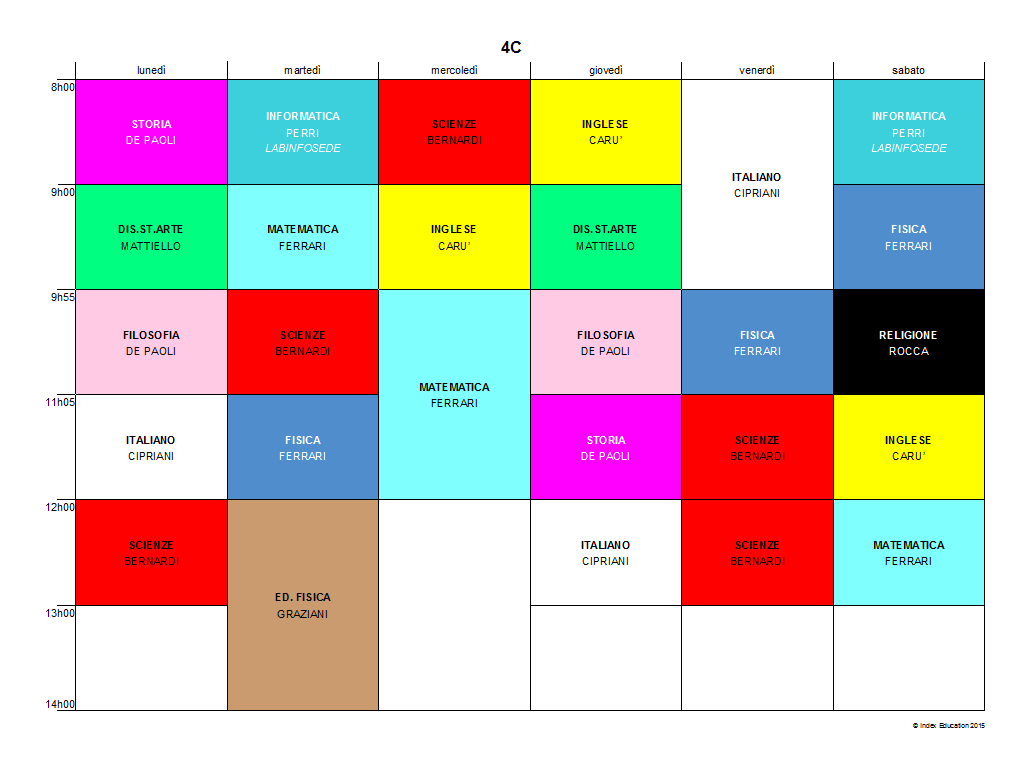 4C
lunedì martedì mercoledì giovedì venerdì sabato
8h00
STORIA
DE PAOLI
INFORMATICA
PERRI
LABINFOSEDE
SCIENZE
BERNARDI
INGLESE
CARU'
ITALIANO
CIPRIANI
INFORMATICA
PERRI
LABINFOSEDE
9h00
DIS.ST.ARTE
MATTIELLO
MATEMATICA
FERRARI
INGLESE
CARU'
DIS.ST.ARTE
MATTIELLO
FISICA
FERRARI
9h55
FILOSOFIA
DE PAOLI
SCIENZE
BERNARDI
MATEMATICA
FERRARI
FILOSOFIA
DE PAOLI
FISICA
FERRARI
RELIGIONE
ROCCA
11h05
ITALIANO
CIPRIANI
FISICA
FERRARI
STORIA
DE PAOLI
SCIENZE
BERNARDI
INGLESE
CARU'
12h00
SCIENZE
BERNARDI
ED. FISICA
GRAZIANI
ITALIANO
CIPRIANI
SCIENZE
BERNARDI
MATEMATICA
FERRARI
13h00
14h00
© Index Education 2015